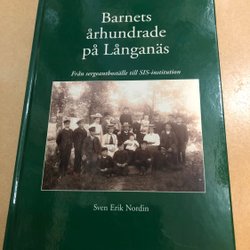 Barnets
århundrade
på Långanäs
Från sergeantboställe till SIS-institution
Sven Erik Nordin